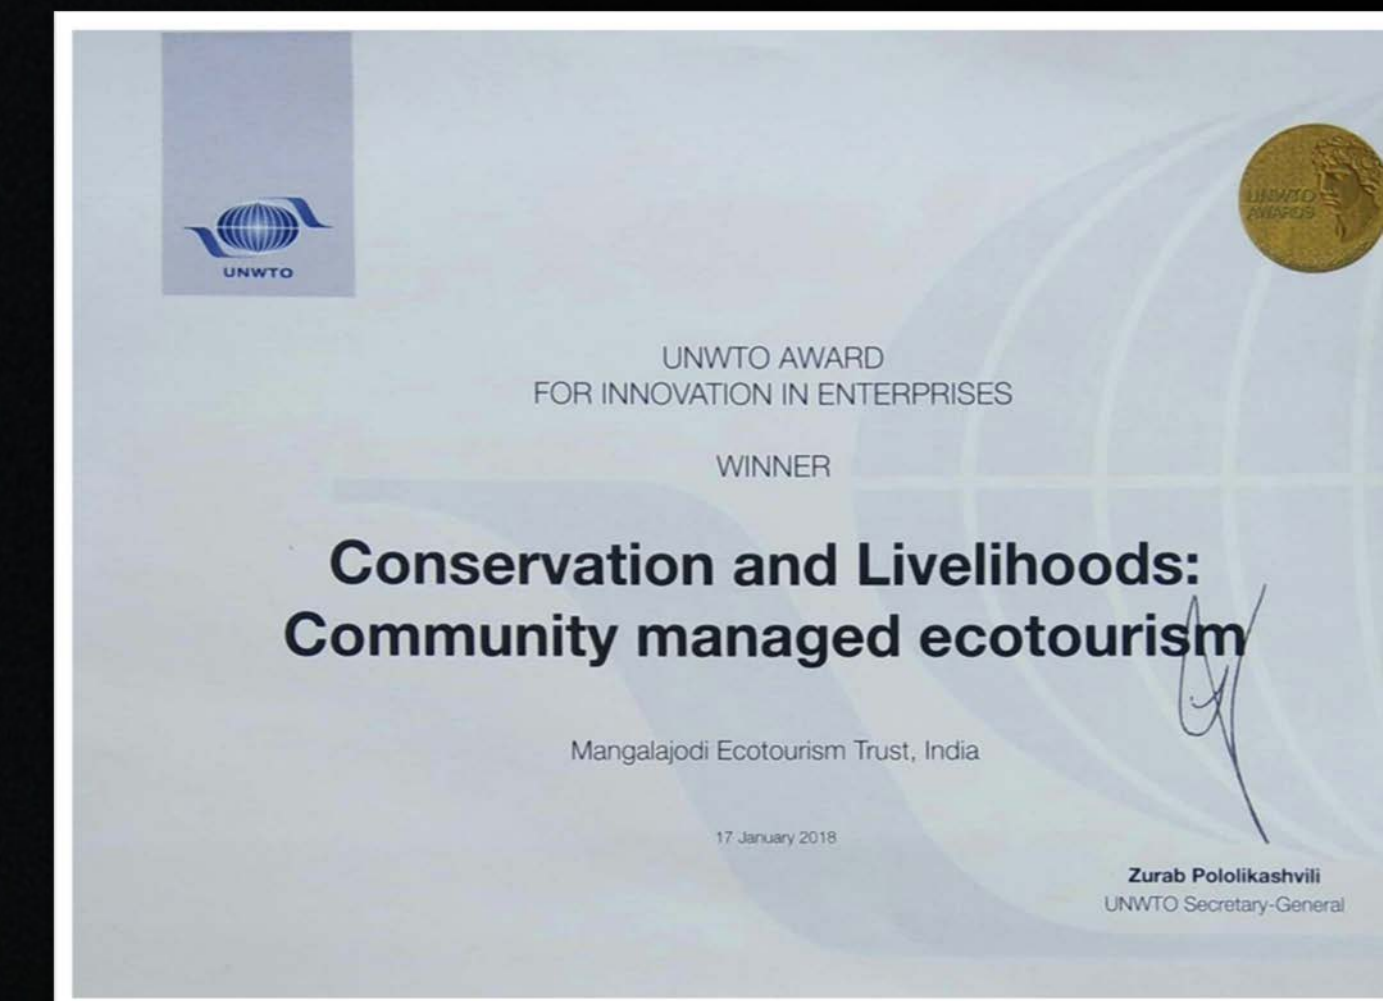 UNWTO
UNWTO
AWARDS
UNWTO AWARD
FOR INNOVATION IN ENTERPRISES
WINNER
Conservation and Livelihoods:
Community managed ecotourism
Mangalajodi Ecotourism Trust, India
17 January 2018
Zurab Pololikashvili
UNWTO Secretary-General